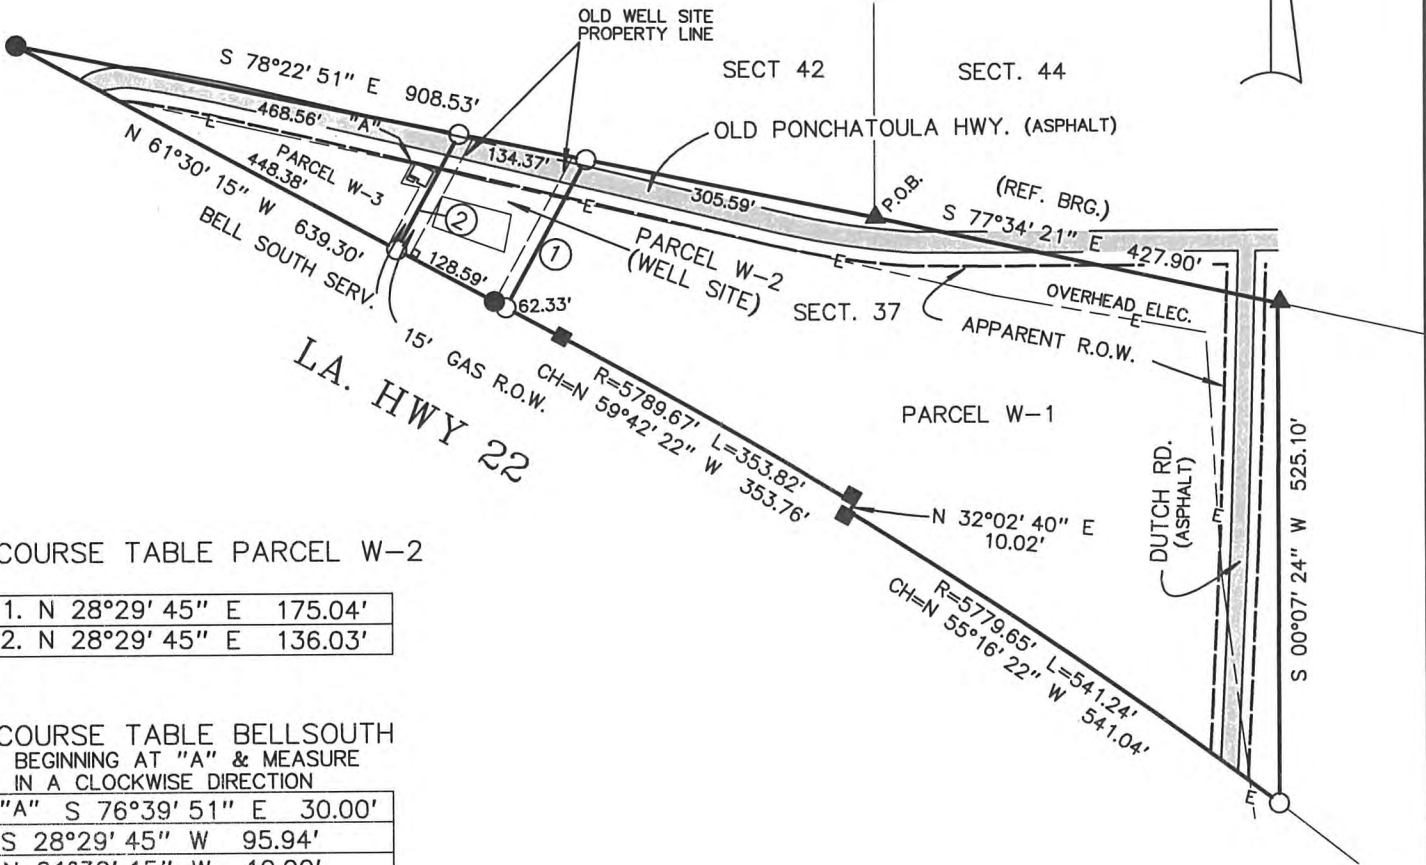 OLD WELL SITE
PROPERTY LINE
SECT 42
SECT. 44
S 78°22'51" E 908.53'
OLD PONCHATOULA HWY. (ASPHALT)
468.56'
"A"
134.37'
305.59'
P.O.B.
(REF. BRG.)
S 77°34'21" E 427.90'
E
N 61°30'15" W 639.30'
448.38'
PARCEL W-3
BELL SOUTH SERV.
2
1
E
128.59'
62.33'
PARCEL W-2
(WELL SITE)
E
SECT. 37
OVERHEAD ELEC.
E
APPARENT R.O.W.
15' GAS R.O.W.
LA. HWY 22
R=5789.67' L=353.82'
CH=N 59°42'22" W 353.76'
PARCEL W-1
N 32°02'40" E
10.02'
DUTCH RD.
(ASPHALT)
E
S 00°07'24" W 525.10'
R=5779.65' L=541.24'
CH=N 55°16'22" W 541.04'
E
COURSE TABLE PARCEL W-2
1. N 28°29'45" E 175.04'
2. N 28°29'45" E 136.03'
COURSE TABLE BELLSOUTH
BEGINNING AT "A" & MEASURE
IN A CLOCKWISE DIRECTION
"A" S 76°39'51" E 30.00'
S 28°29'45" W 95.94'